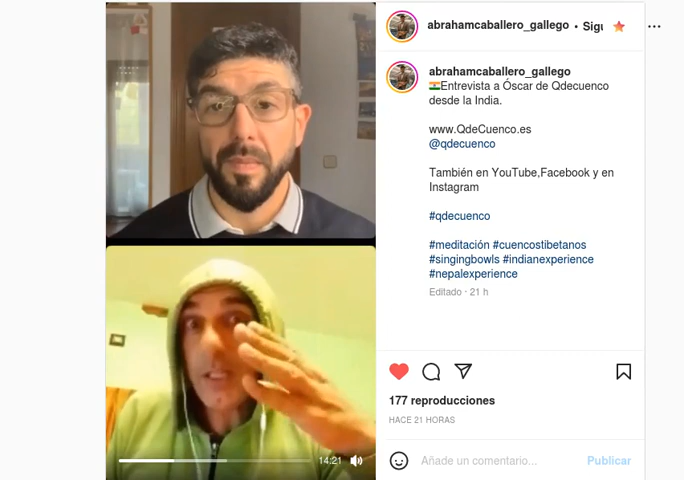 abrahamcaballero_gallego • Sigu
abrahamcaballero_gallego
Entrevista a Óscar de Qdecuenco
desde la India.
www.QdeCuenco.es
@qdecuenco
También en YouTube,Facebook y en
Instagram
#qdecuenco
#meditación #cuencostibetanos
#singingbowls #indianexperience
#nepalexperience
Editado · 21 h
177 reproducciones
HACE 21 HORAS
14:21
Añade un comentario... Publicar